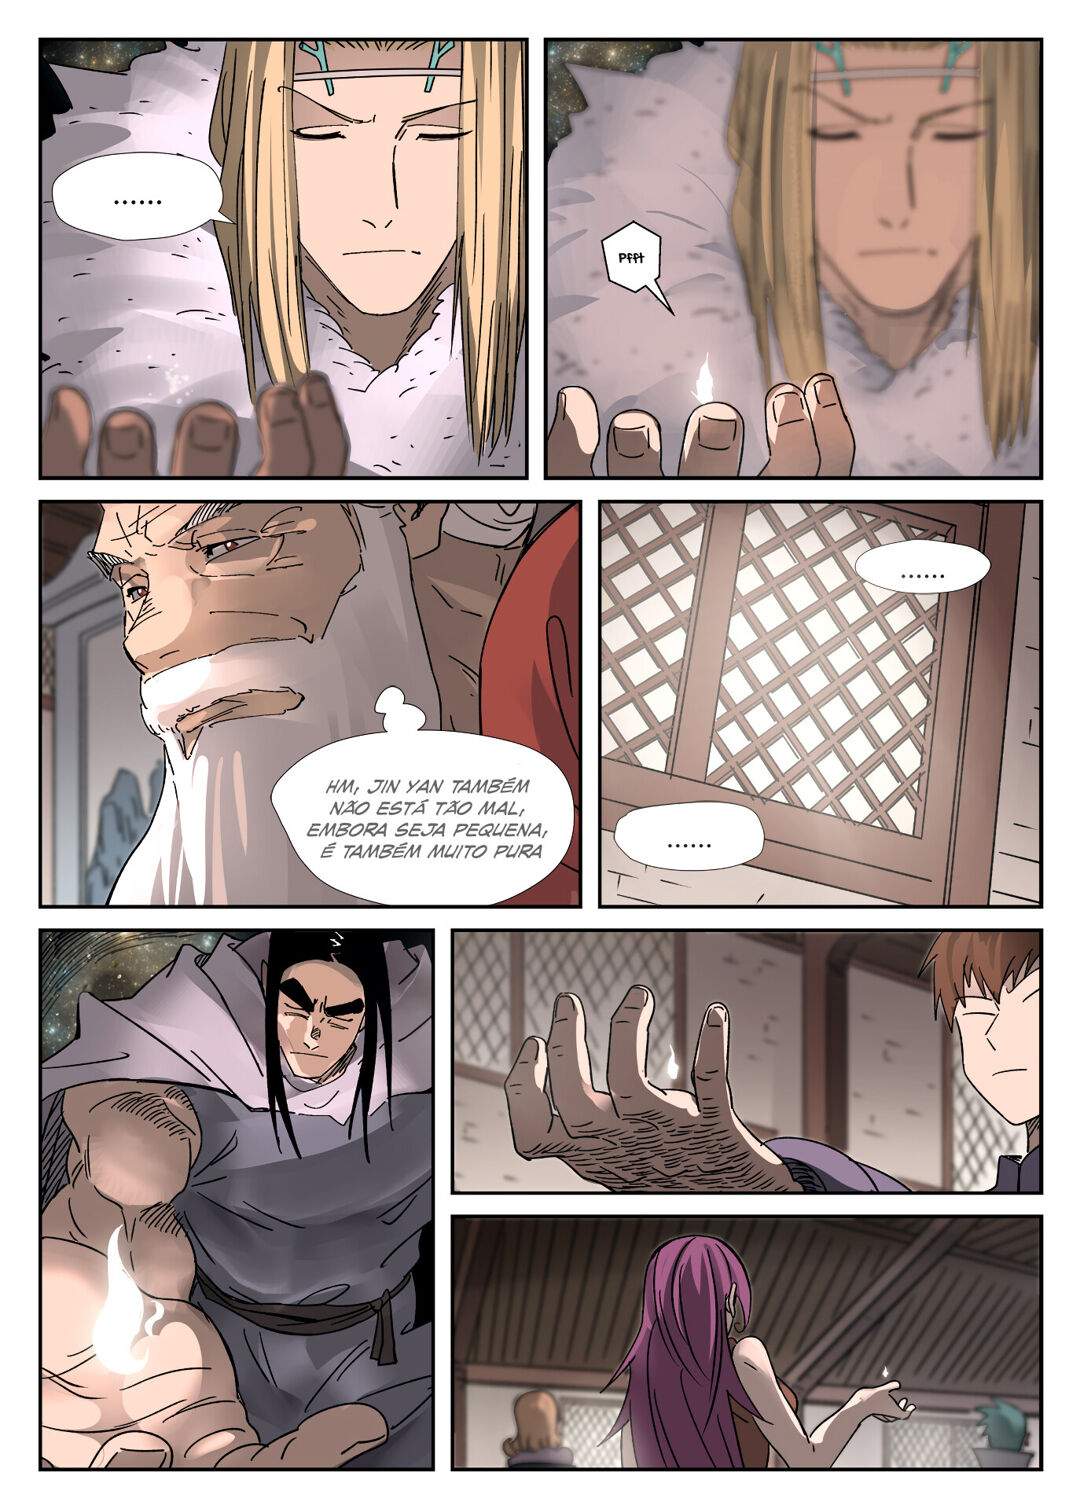 ......
Pfft
HM, JIN YAN TAMBÉM
NÃO ESTÁ TÃO MAL,
EMBORA SEJA PEQUENA,
É TAMBÉM MUITO PURA
......
......